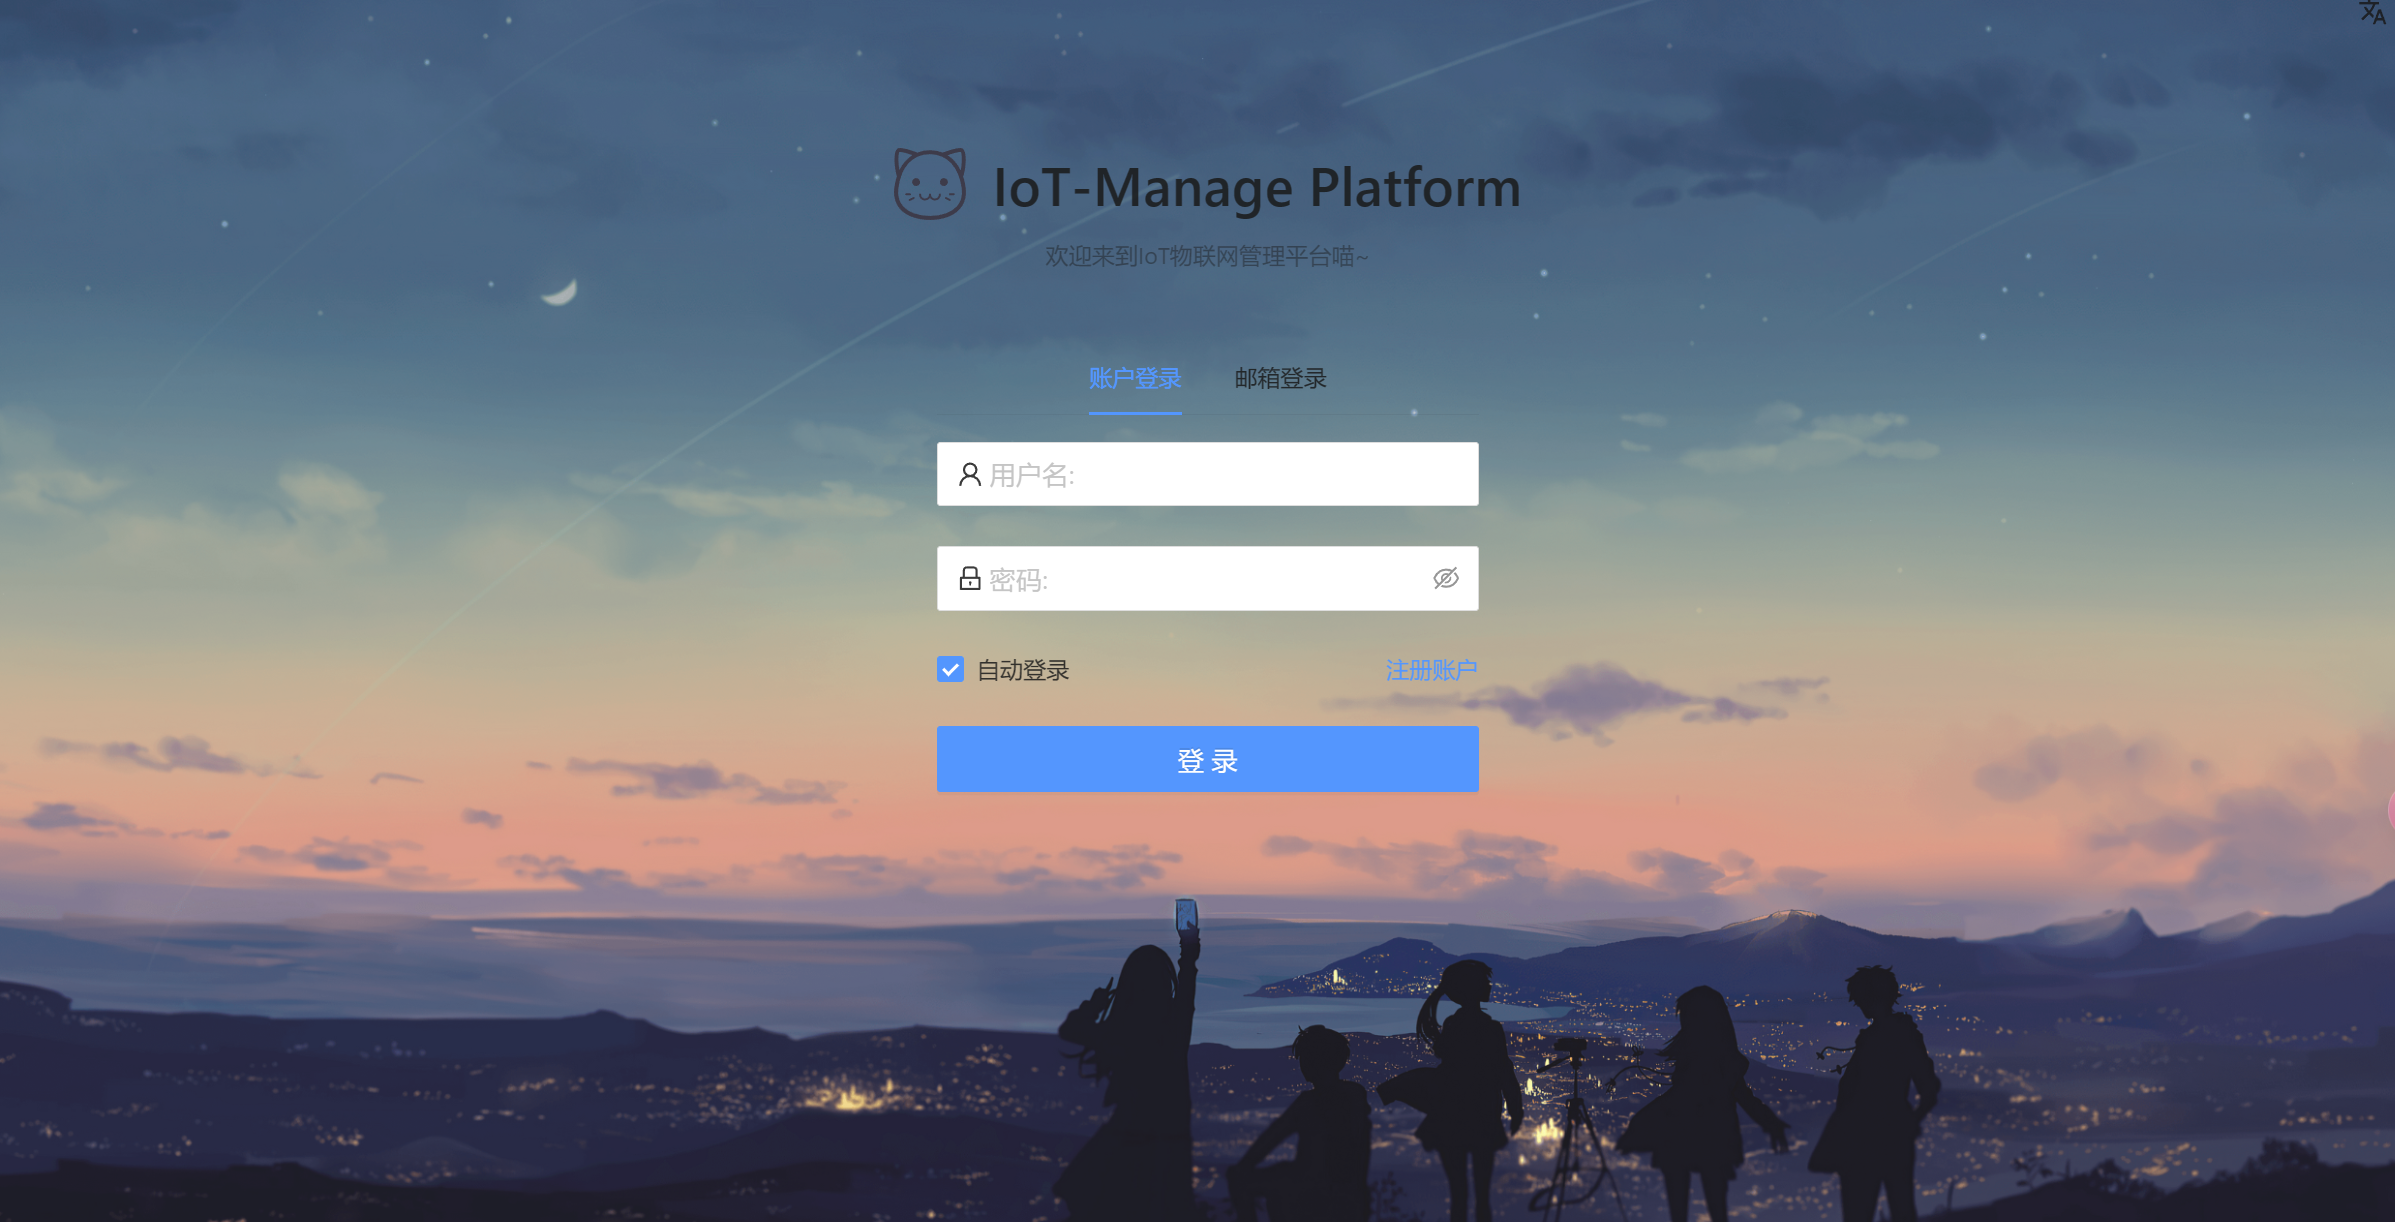 文A
IoT-Manage Platform
欢迎来到IoT物联网管理平台喵~
账户登录 邮箱登录
用户名:
密码:
自动登录 注册账户
登 录